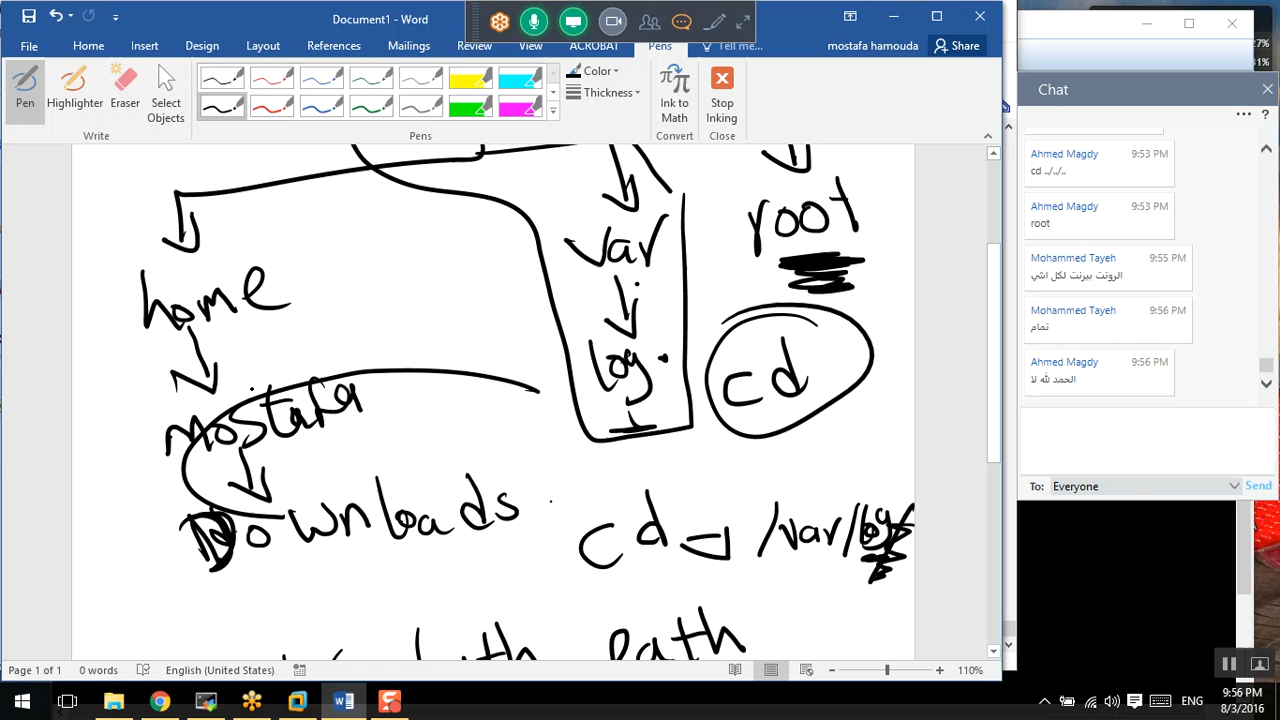 Document1 - Word
File
Home
Insert
Design
Layout
References
Mailings
Review
View
ACROBAT
Pens
Tell me...
mostafa hamouda
Share
Pen
Highlighter
Eraser
Select
Objects
Color
Thickness
Ink to
Math
Stop
Inking
Write
Pens
Convert
Close
27%
31%
Chat
Ahmed Magdy 9:53 PM
cd ../../..
Ahmed Magdy 9:53 PM
root
Mohammed Tayeh 9:55 PM
الروتت بيرنت لكل اشي
Mohammed Tayeh 9:56 PM
تمام
Ahmed Magdy 9:56 PM
الحمد لله لا
To: Everyone
Send
root
var
home
log
cd
Mostafa
Downloads
cd /var/log/
path
Page 1 of 1
0 words
English (United States)
110%
ENG
9:56 PM
8/3/2016